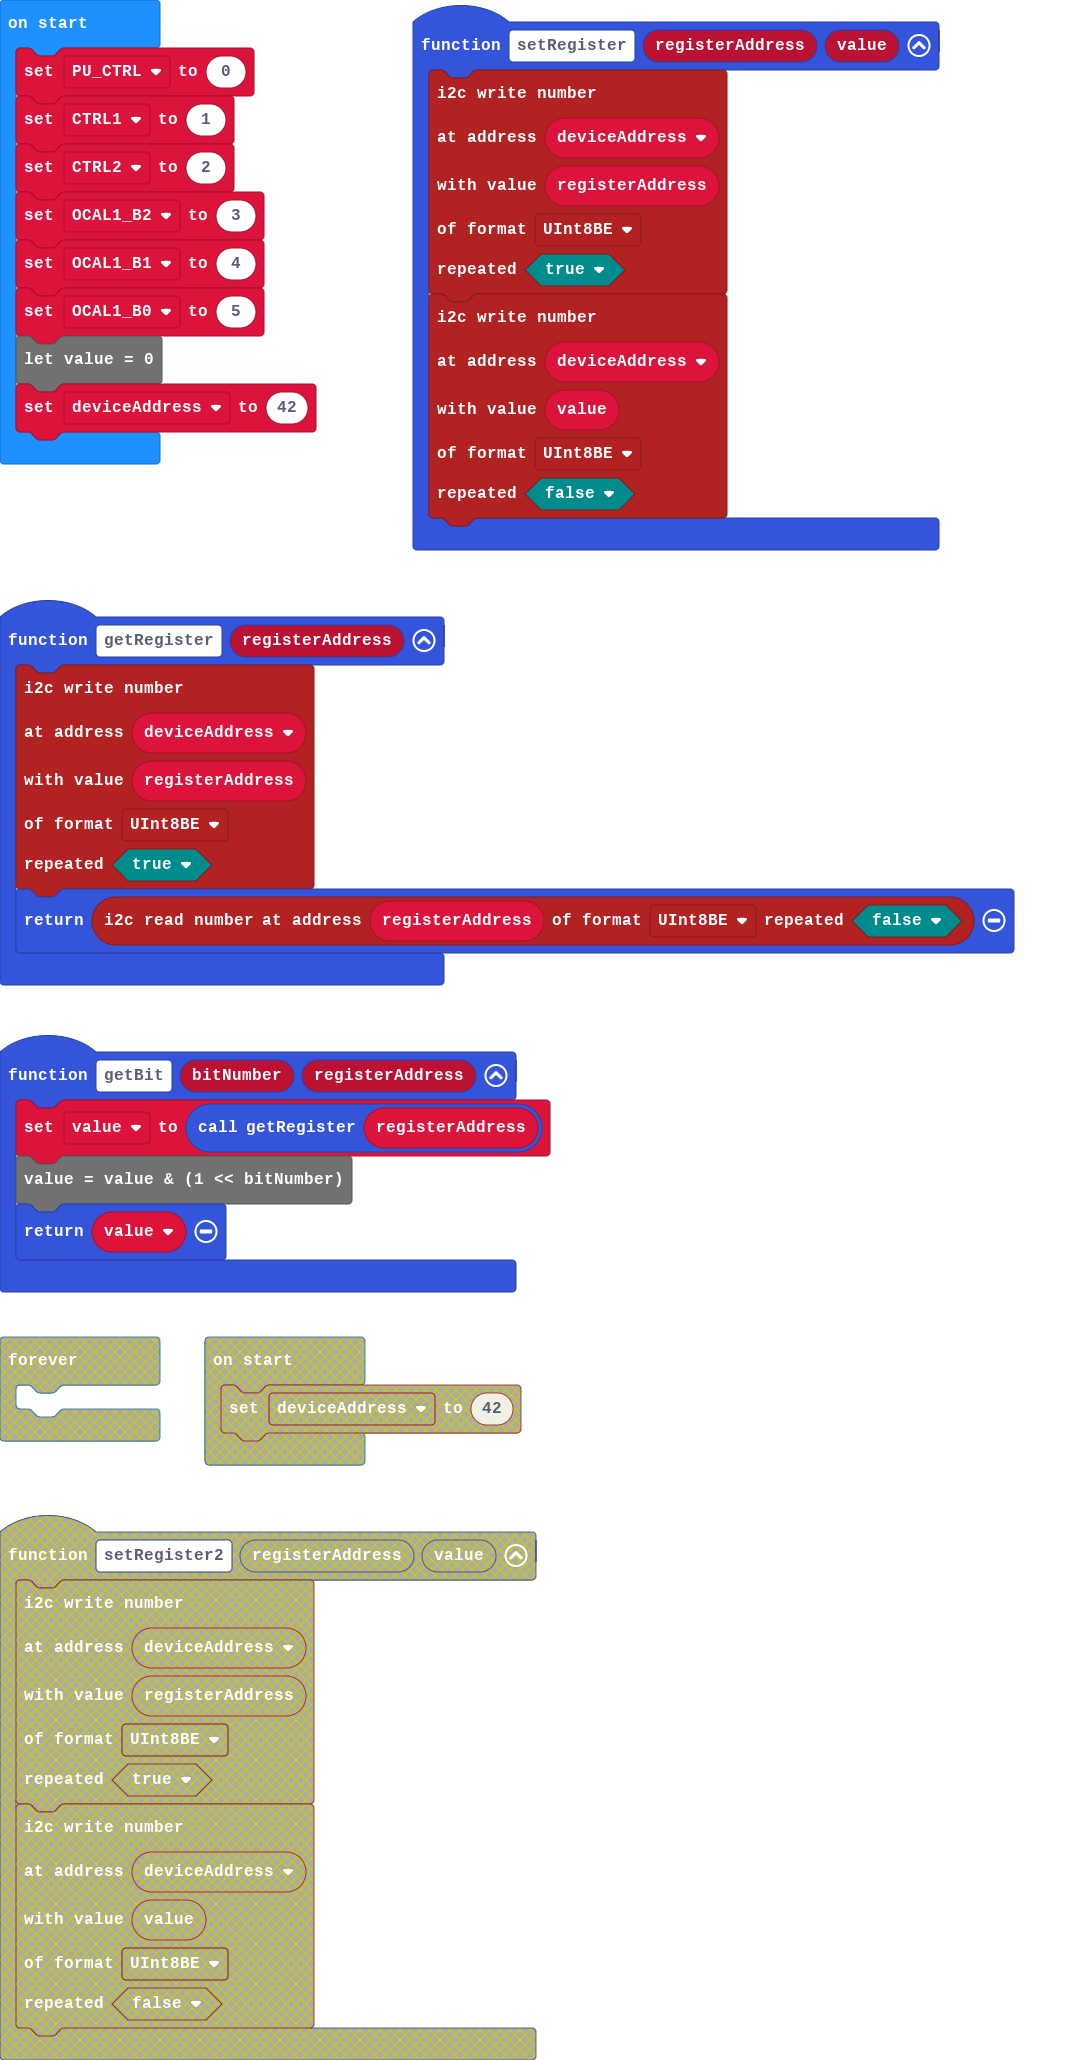 on start
set PU_CTRL to 0
set CTRL1 to 1
set CTRL2 to 2
set OCAL1_B2 to 3
set OCAL1_B1 to 4
set OCAL1_B0 to 5
let value = 0
set deviceAddress to 42
function setRegister registerAddress value
i2c write number
at address deviceAddress
with value registerAddress
of format UInt8BE
repeated true
i2c write number
at address deviceAddress
with value value
of format UInt8BE
repeated false
function getRegister registerAddress
i2c write number
at address deviceAddress
with value registerAddress
of format UInt8BE
repeated true
return i2c read number at address registerAddress of format UInt8BE repeated false
function getBit bitNumber registerAddress
set value to call getRegister registerAddress
value = value & (1 << bitNumber)
return value
forever
on start
set deviceAddress to 42
function setRegister2 registerAddress value
i2c write number
at address deviceAddress
with value registerAddress
of format UInt8BE
repeated true
i2c write number
at address deviceAddress
with value value
of format UInt8BE
repeated false